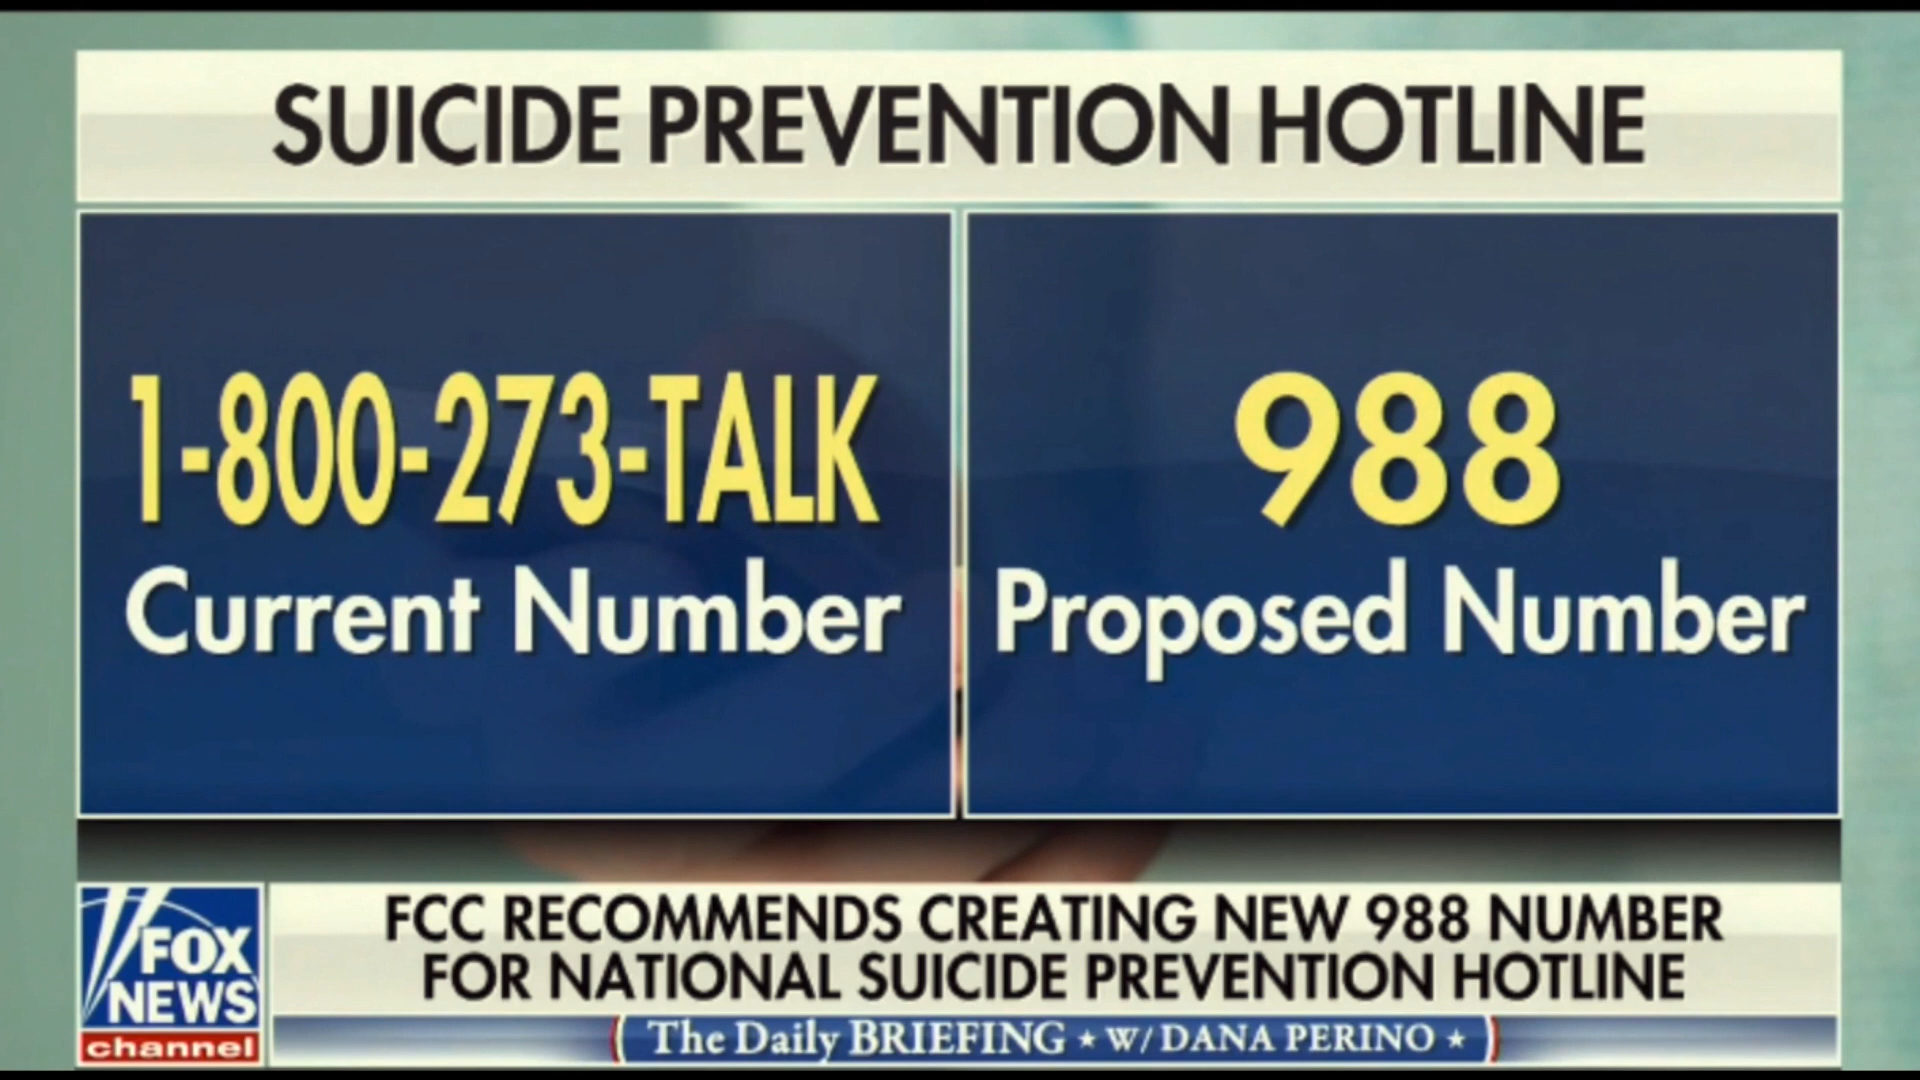 SUICIDE PREVENTION HOTLINE
1-800-273-TALK
Current Number
988
Proposed Number
FOX
NEWS
channel
FCC RECOMMENDS CREATING NEW 988 NUMBER
FOR NATIONAL SUICIDE PREVENTION HOTLINE
The Daily BRIEFING ★ W/ DANA PERINO ★